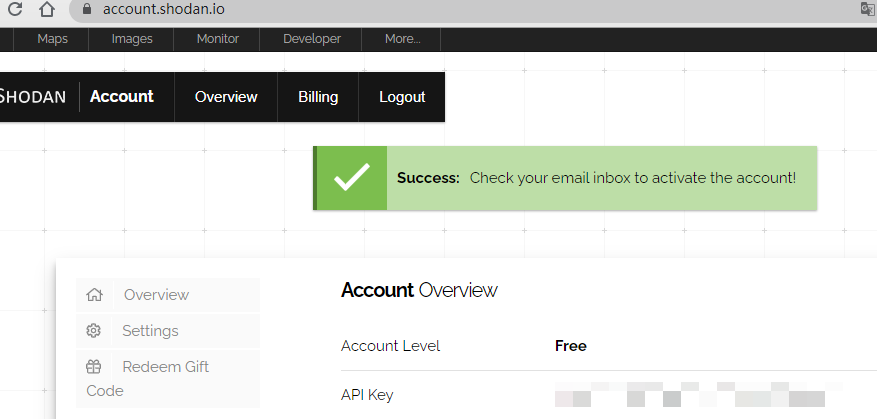 account.shodan.io
Maps Images Monitor Developer More...
SHODAN Account Overview Billing Logout
Success: Check your email inbox to activate the account!
Overview
Settings
Redeem Gift
Code
Account Overview
Account Level Free
API Key